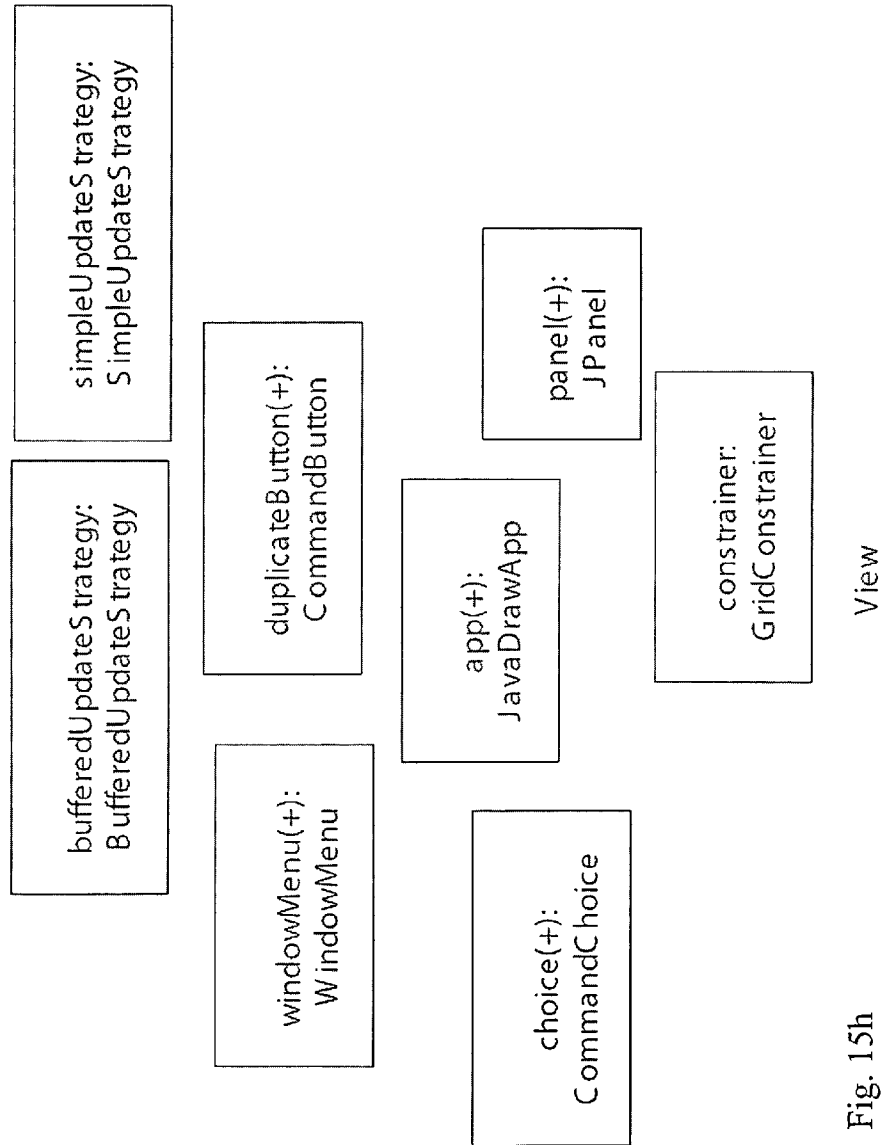 bufferedUpdateStrategy:
BufferedUpdateStrategy
simpleUpdateStrategy:
SimpleUpdateStrategy
windowMenu(+):
WindowMenu
duplicateButton(+):
CommandButton
choice(+):
CommandChoice
app(+):
JavaDrawApp
panel(+):
JPanel
constrainer:
GridConstrainer
View
Fig. 15h